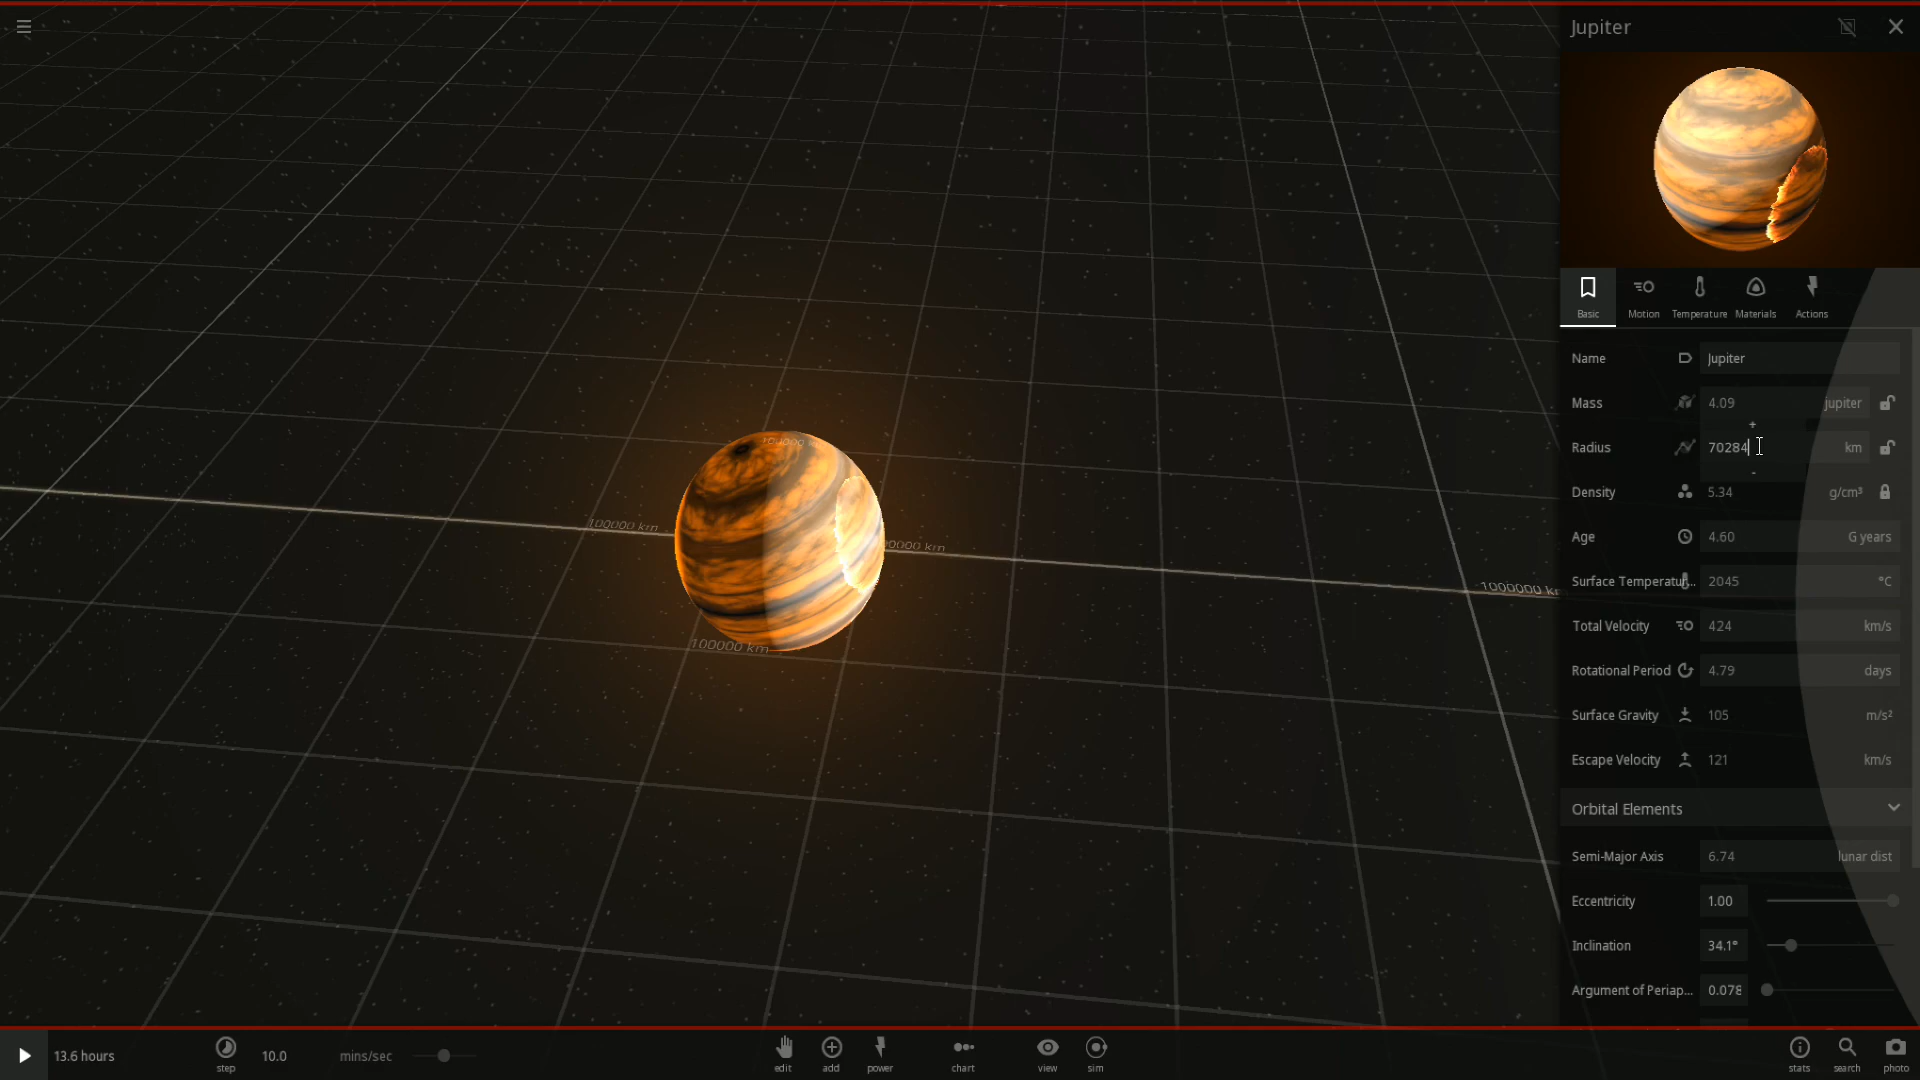 Jupiter
Basic Motion Temperature Materials Actions
Name Jupiter
Mass 4.09 jupiter
Radius 70284 km
Density 5.34 g/cm³
Age 4.60 G years
Surface Temperatur... 2045 °C
Total Velocity 424 km/s
Rotational Period 4.79 days
Surface Gravity 105 m/s²
Escape Velocity 121 km/s
Orbital Elements
Semi-Major Axis 6.74 lunar dist
Eccentricity 1.00
Inclination 34.1°
Argument of Periap... 0.078
100000 km
100000 km
00000 km
1000000 k
100000 km
13.6 hours step 10.0 mins/sec edit add power chart view sim stats search photo